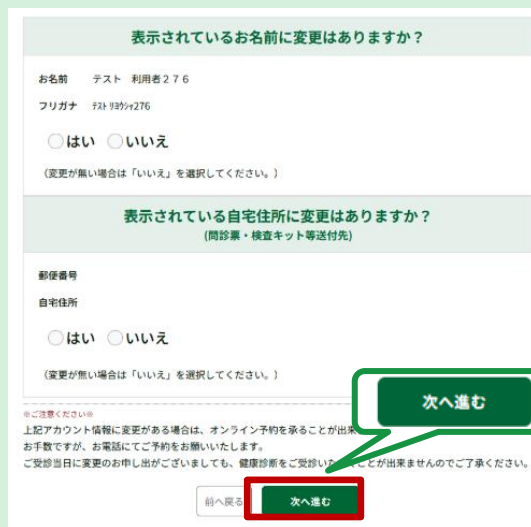 表示されているお名前に変更はありますか？
お名前 テスト 利用者２７６
フリガナ ﾃｽﾄ ﾘﾖｳｼｬ276
はい いいえ
（変更が無い場合は「いいえ」を選択してください。）
表示されている自宅住所に変更はありますか？
(問診票・検査キット等送付先)
郵便番号
自宅住所
はい いいえ
（変更が無い場合は「いいえ」を選択してください。）
次へ進む
※ご注意ください※
上記アカウント情報に変更がある場合は、オンライン予約を承ることが出来
お手数ですが、お電話にてご予約をお願いいたします。
ご受診当日に変更のお申し出がございましても、健康診断をご受診いた ことが出来ませんのでご了承ください。
前へ戻る 次へ進む